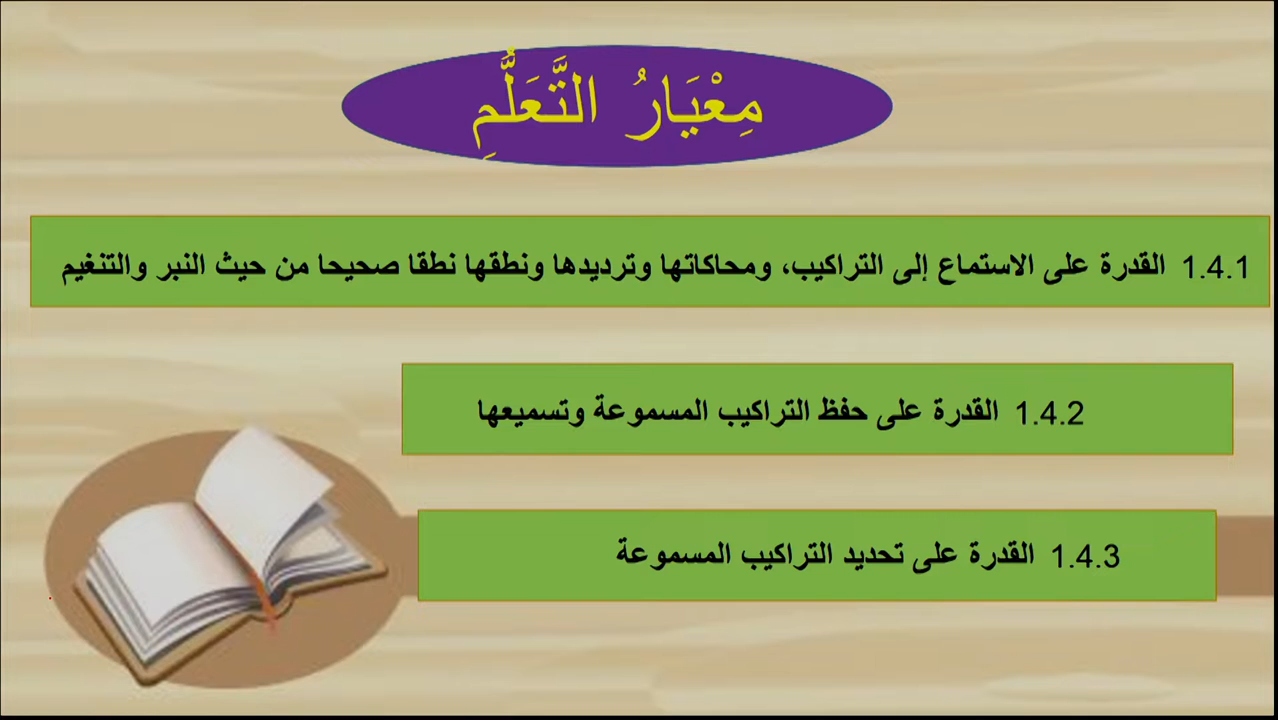 مِعْيَارُ التَّعَلُّمِ
1.4.1 القدرة على الاستماع إلى التراكيب، ومحاكاتها وترديدها ونطقها نطقا صحيحا من حيث النبر والتنغيم
1.4.2 القدرة على حفظ التراكيب المسموعة وتسميعها
1.4.3 القدرة على تحديد التراكيب المسموعة